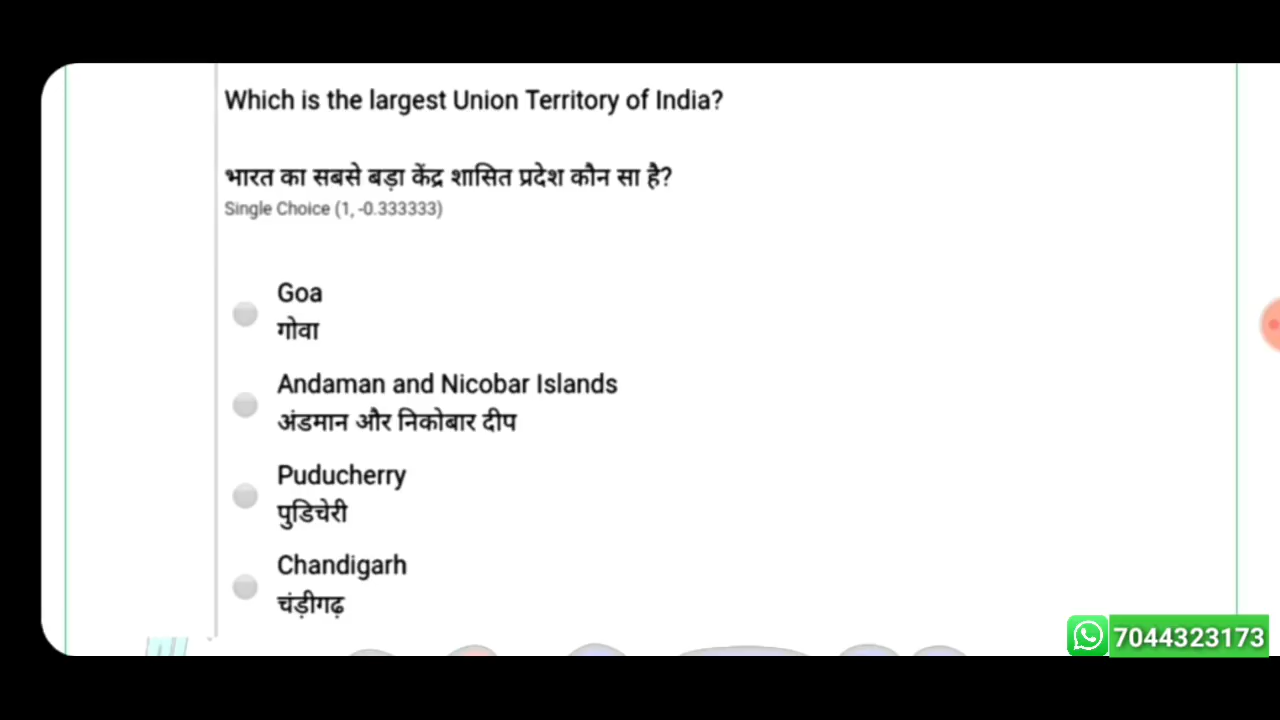 Which is the largest Union Territory of India?
भारत का सबसे बड़ा केंद्र शासित प्रदेश कौन सा है?
Single Choice (1, -0.333333)
Goa
गोवा
Andaman and Nicobar Islands
अंडमान और निकोबार दीप
Puducherry
पुडिचेरी
Chandigarh
चंड़ीगढ़
7044323173